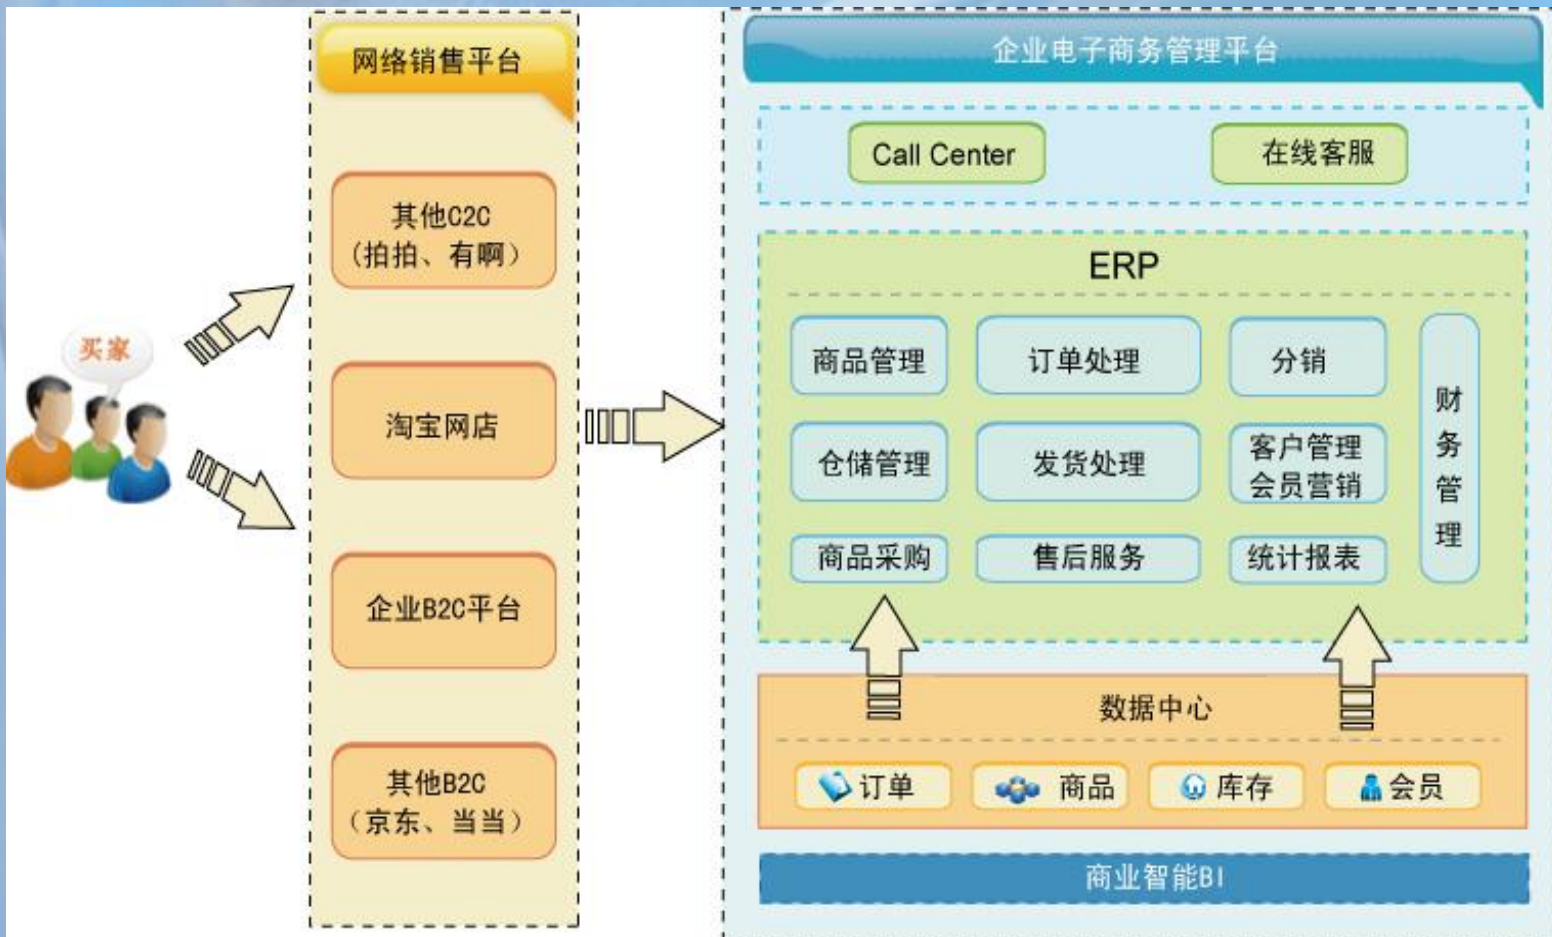 买家
网络销售平台
其他C2C
(拍拍、有啊)
淘宝网店
企业B2C平台
其他B2C
(京东、当当)
企业电子商务管理平台
Call Center
在线客服
ERP
商品管理
订单处理
分销
仓储管理
发货处理
客户管理
会员营销
商品采购
售后服务
统计报表
财
务
管
理
数据中心
订单
商品
库存
会员
商业智能BI